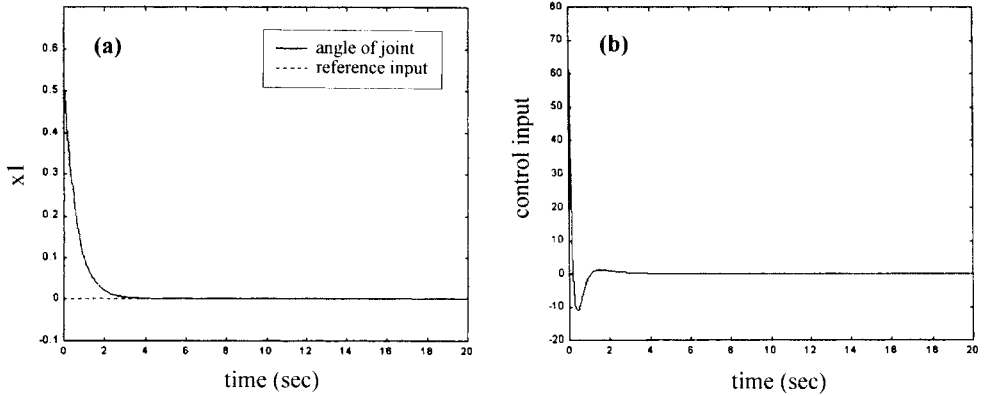 (a)
angle of joint
reference input
0.6
0.5
0.4
0.3
0.2
0.1
0
-0.1
x1
0 2 4 6 8 10 12 14 16 18 20
time (sec)
(b)
80
70
60
50
40
30
20
10
0
-10
-20
control input
0 2 4 6 8 10 12 14 16 18 20
time (sec)